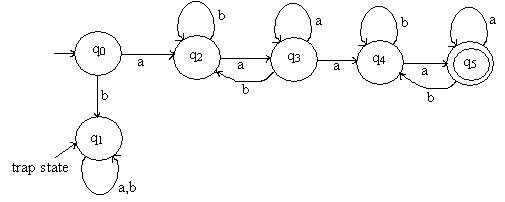 b a b a
q0 a q2 a q3 a q4 a q5
b b b
q1
trap state
a,b